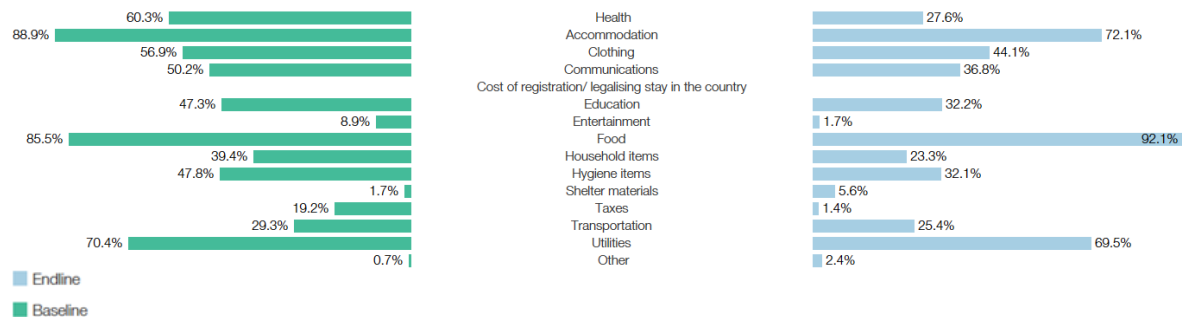 60.3% Health 27.6%
88.9% Accommodation 72.1%
56.9% Clothing 44.1%
50.2% Communications 36.8%
Cost of registration/ legalising stay in the country
47.3% Education 32.2%
8.9% Entertainment 1.7%
85.5% Food 92.1%
39.4% Household items 23.3%
47.8% Hygiene items 32.1%
1.7% Shelter materials 5.6%
19.2% Taxes 1.4%
29.3% Transportation 25.4%
70.4% Utilities 69.5%
0.7% Other 2.4%
Endline
Baseline